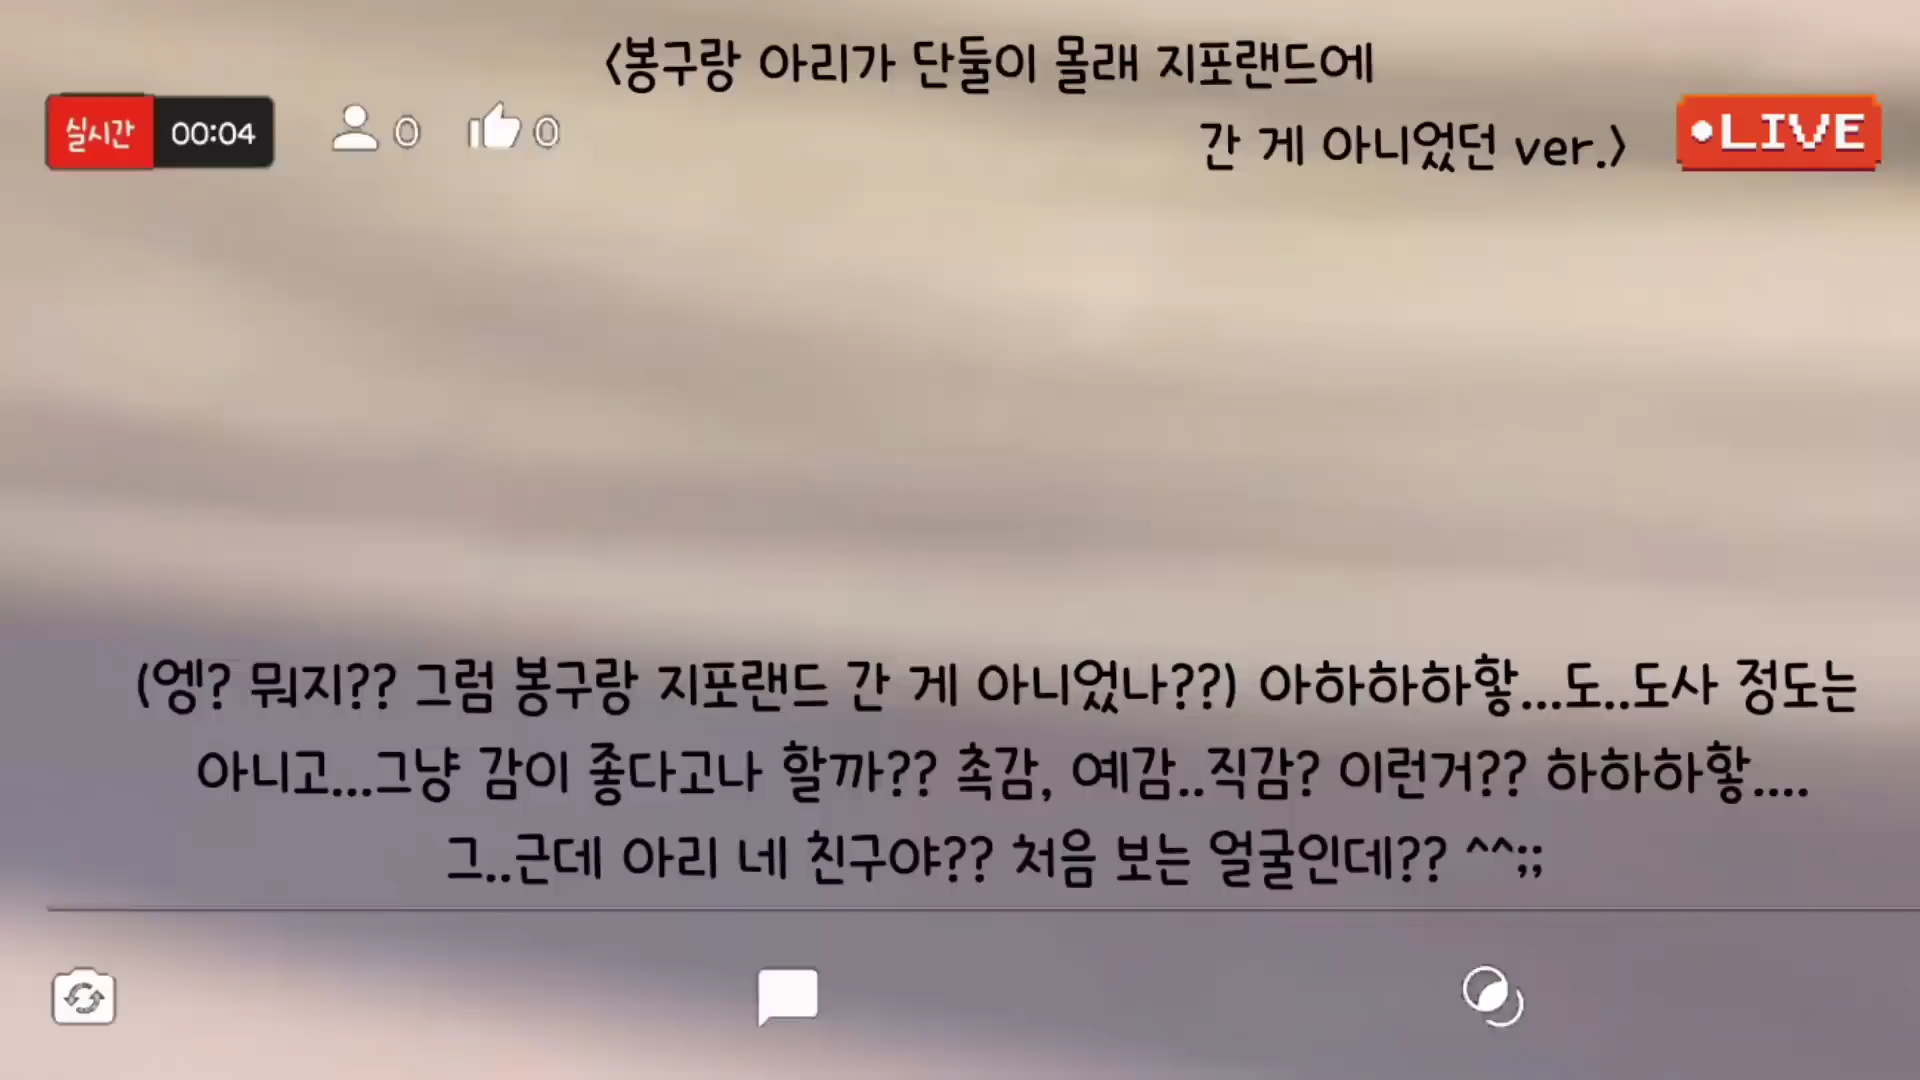 <봉구랑 아리가 단둘이 몰래 지포랜드에
간 게 아니었던 ver.>
실시간 00:04 0 0
LIVE
(엥? 뭐지?? 그럼 봉구랑 지포랜드 간 게 아니었나??) 아하하하핳...도..도사 정도는
아니고...그냥 감이 좋다고나 할까?? 촉감, 예감..직감? 이런거?? 하하하핳....
그..근데 아리 네 친구야?? 처음 보는 얼굴인데?? ^^;;